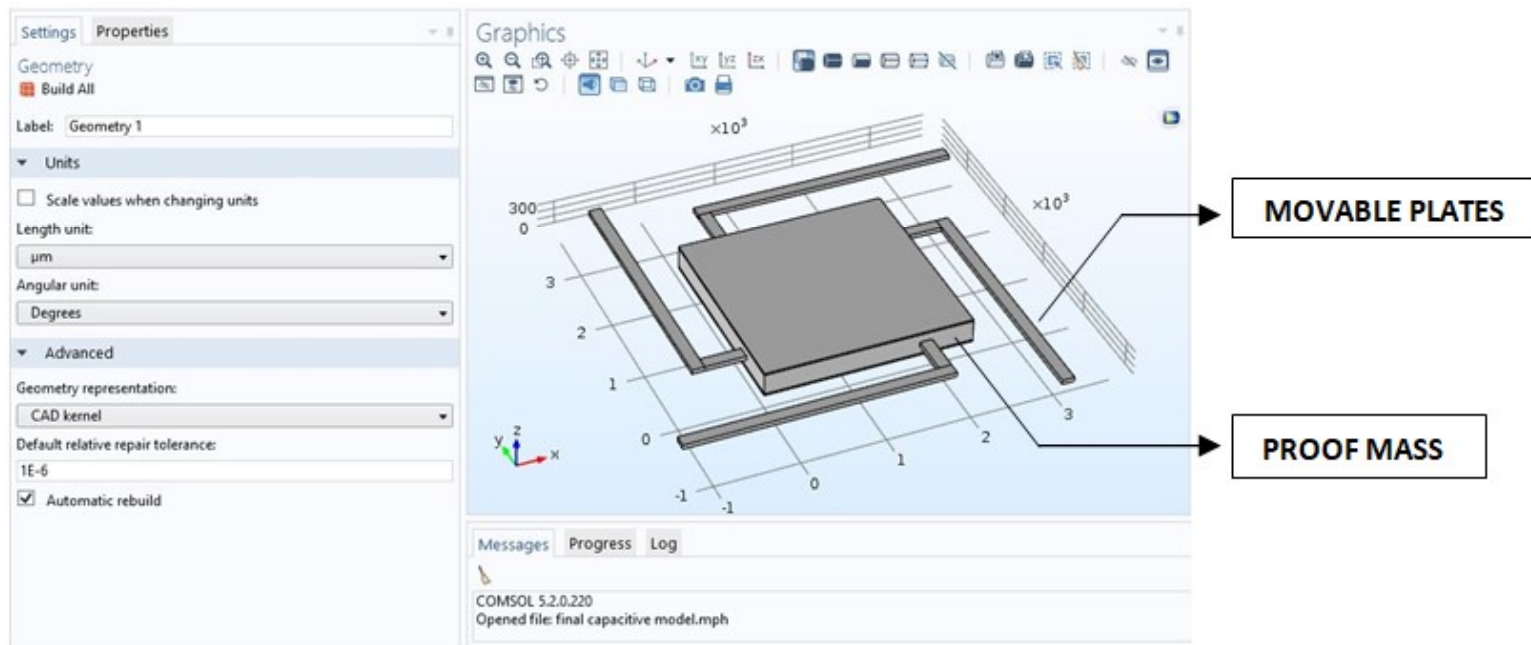 Settings Properties
Geometry
Build All
Label: Geometry 1
Units
Scale values when changing units
Length unit:
µm
Angular unit:
Degrees
Advanced
Geometry representation:
CAD kernel
Default relative repair tolerance:
1E-6
Automatic rebuild
Graphics
xy yz zx
×10³
×10³
300
0
3
2
1
0
-1
-1
0
1
2
3
y z x
Messages Progress Log
COMSOL 5.2.0.220
Opened file: final capacitive model.mph
MOVABLE PLATES
PROOF MASS